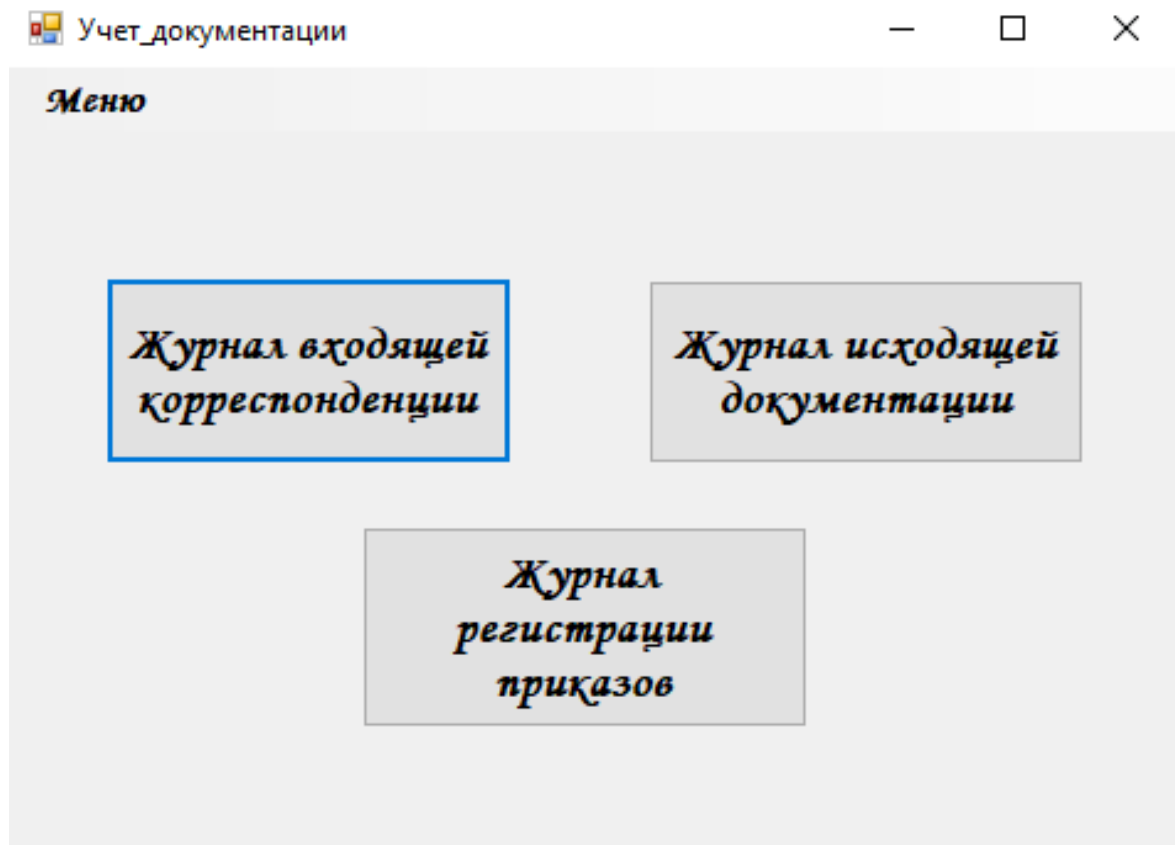 Учет_документации
Меню
Журнал входящей
корреспонденции
Журнал исходящей
документации
Журнал
регистрации
приказов